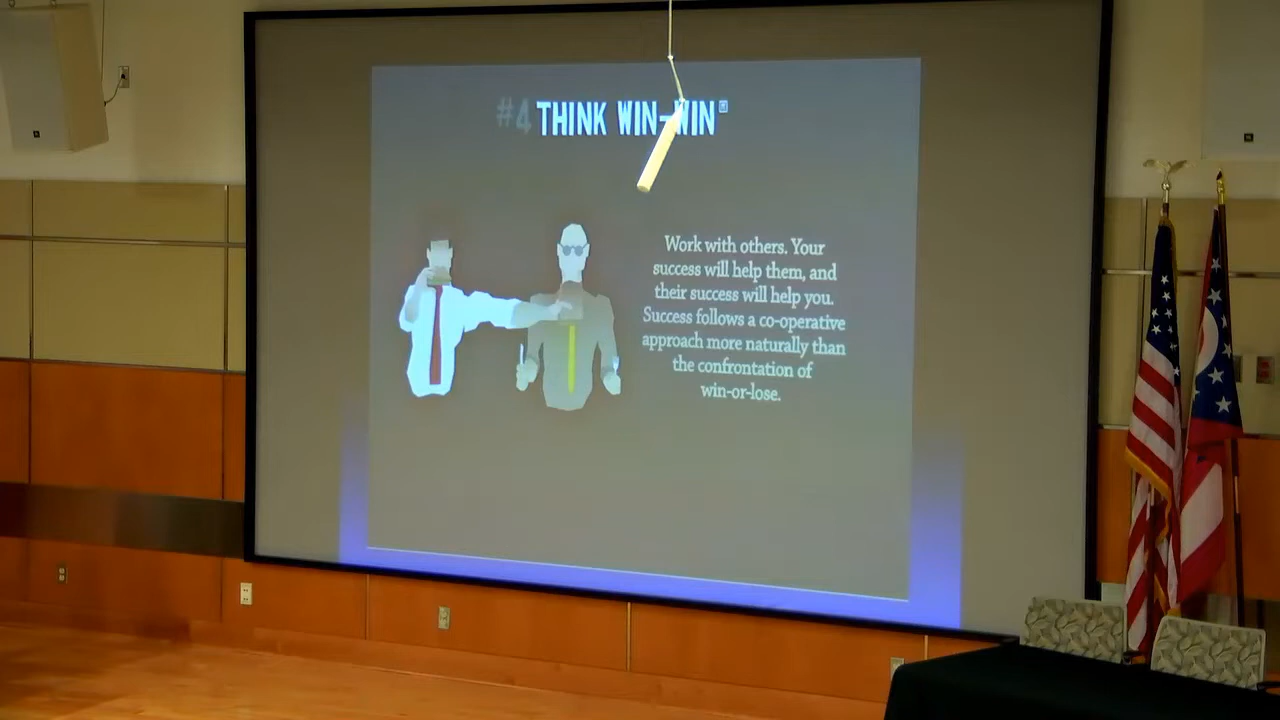 #4 THINK WIN-WIN®
Work with others. Your
success will help them, and
their success will help you.
Success follows a co-operative
approach more naturally than
the confrontation of
win-or-lose.